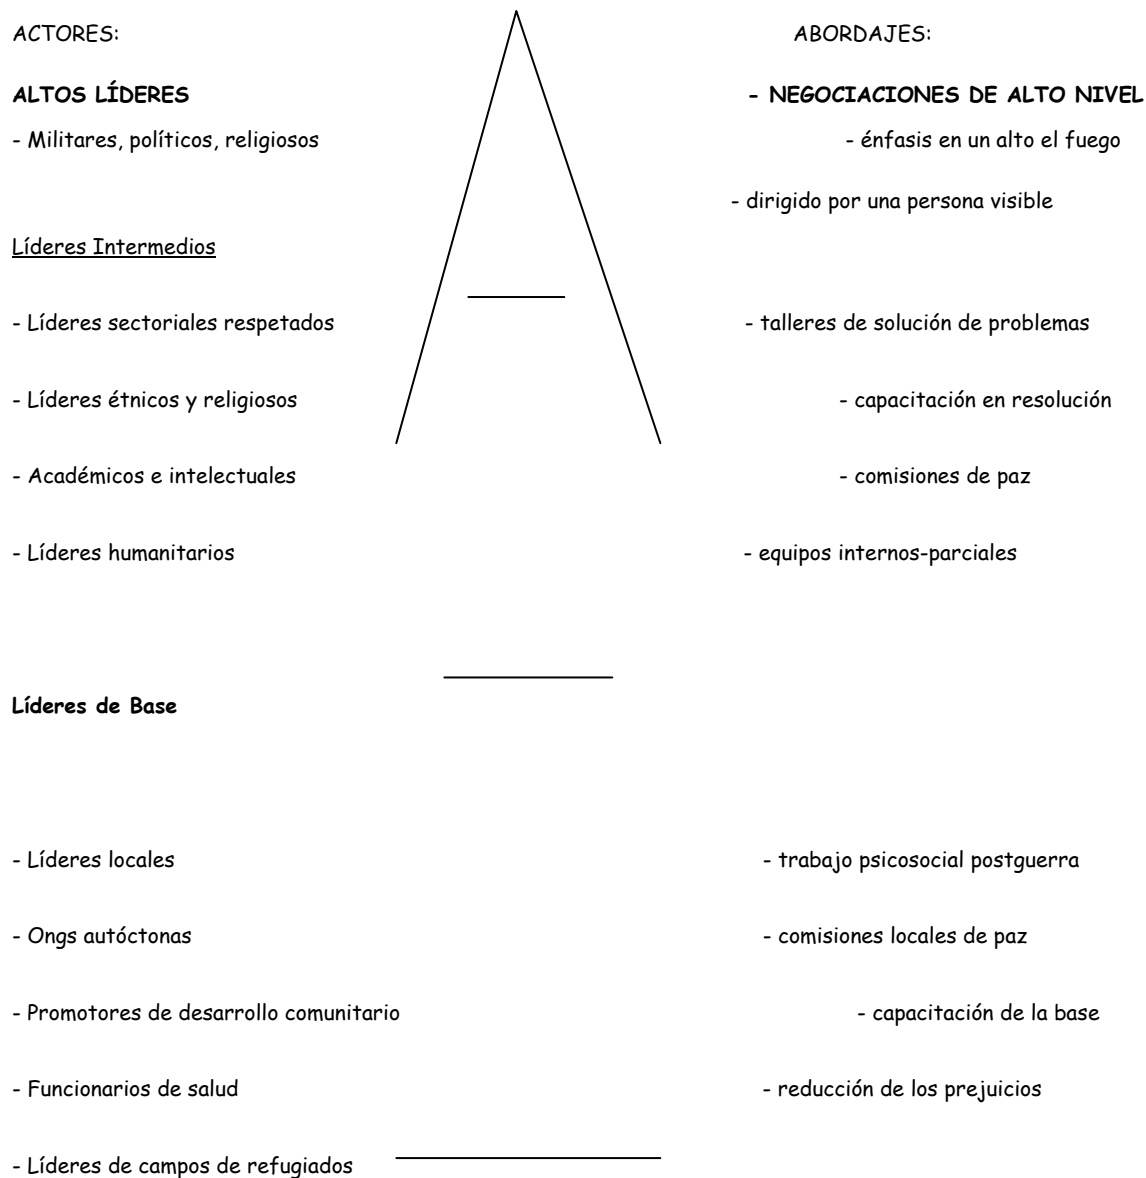 ACTORES: ABORDAJES:
ALTOS LÍDERES - NEGOCIACIONES DE ALTO NIVEL
- Militares, políticos, religiosos - énfasis en un alto el fuego
- dirigido por una persona visible
Líderes Intermedios
- Líderes sectoriales respetados - talleres de solución de problemas
- Líderes étnicos y religiosos - capacitación en resolución
- Académicos e intelectuales - comisiones de paz
- Líderes humanitarios - equipos internos-parciales
Líderes de Base
- Líderes locales - trabajo psicosocial postguerra
- Ongs autóctonas - comisiones locales de paz
- Promotores de desarrollo comunitario - capacitación de la base
- Funcionarios de salud - reducción de los prejuicios
- Líderes de campos de refugiados